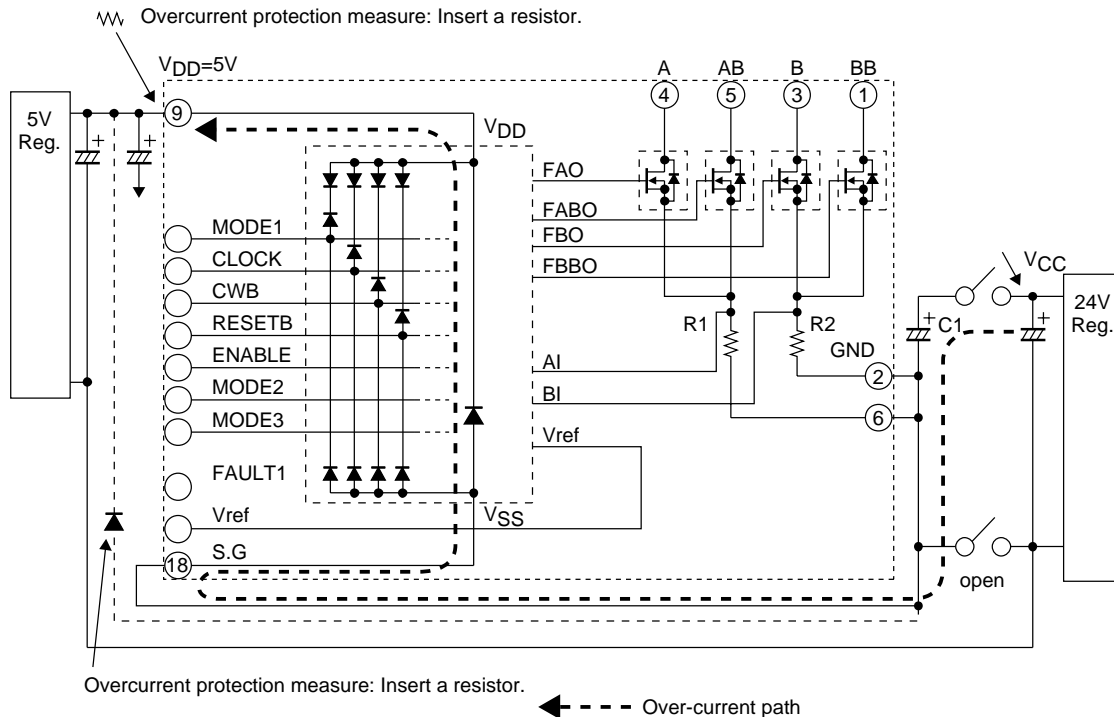 Overcurrent protection measure: Insert a resistor.
VDD=5V
A AB B BB
4 5 3 1
5V
Reg.
9
VDD
FAO
FABO
FBO
FBBO
MODE1
CLOCK
CWB
RESETB
ENABLE
MODE2
MODE3
FAULT1
Vref
S.G
18
VSS
AI
BI
Vref
R1
R2
GND
2
6
C1
VCC
24V
Reg.
open
+
+
+
+
Overcurrent protection measure: Insert a resistor.
Over-current path